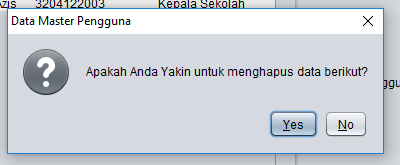 3204122003 Kepala Sekolah
Data Master Pengguna
Apakah Anda Yakin untuk menghapus data berikut?
Yes No